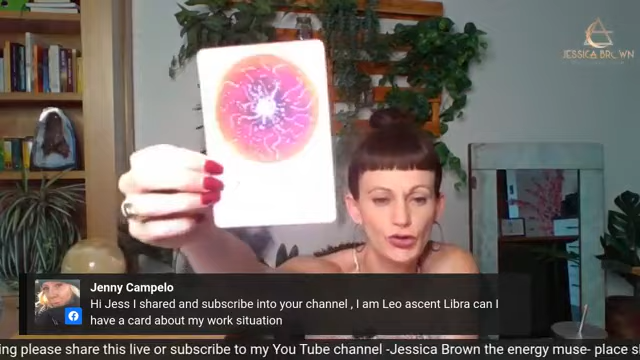 JESSICA BROWN
Jenny Campelo
Hi Jess I shared and subscribe into your channel , I am Leo ascent Libra can I
have a card about my work situation
ing please share this live or subscribe to my You Tube channel -Jessica Brown the energy muse- place s